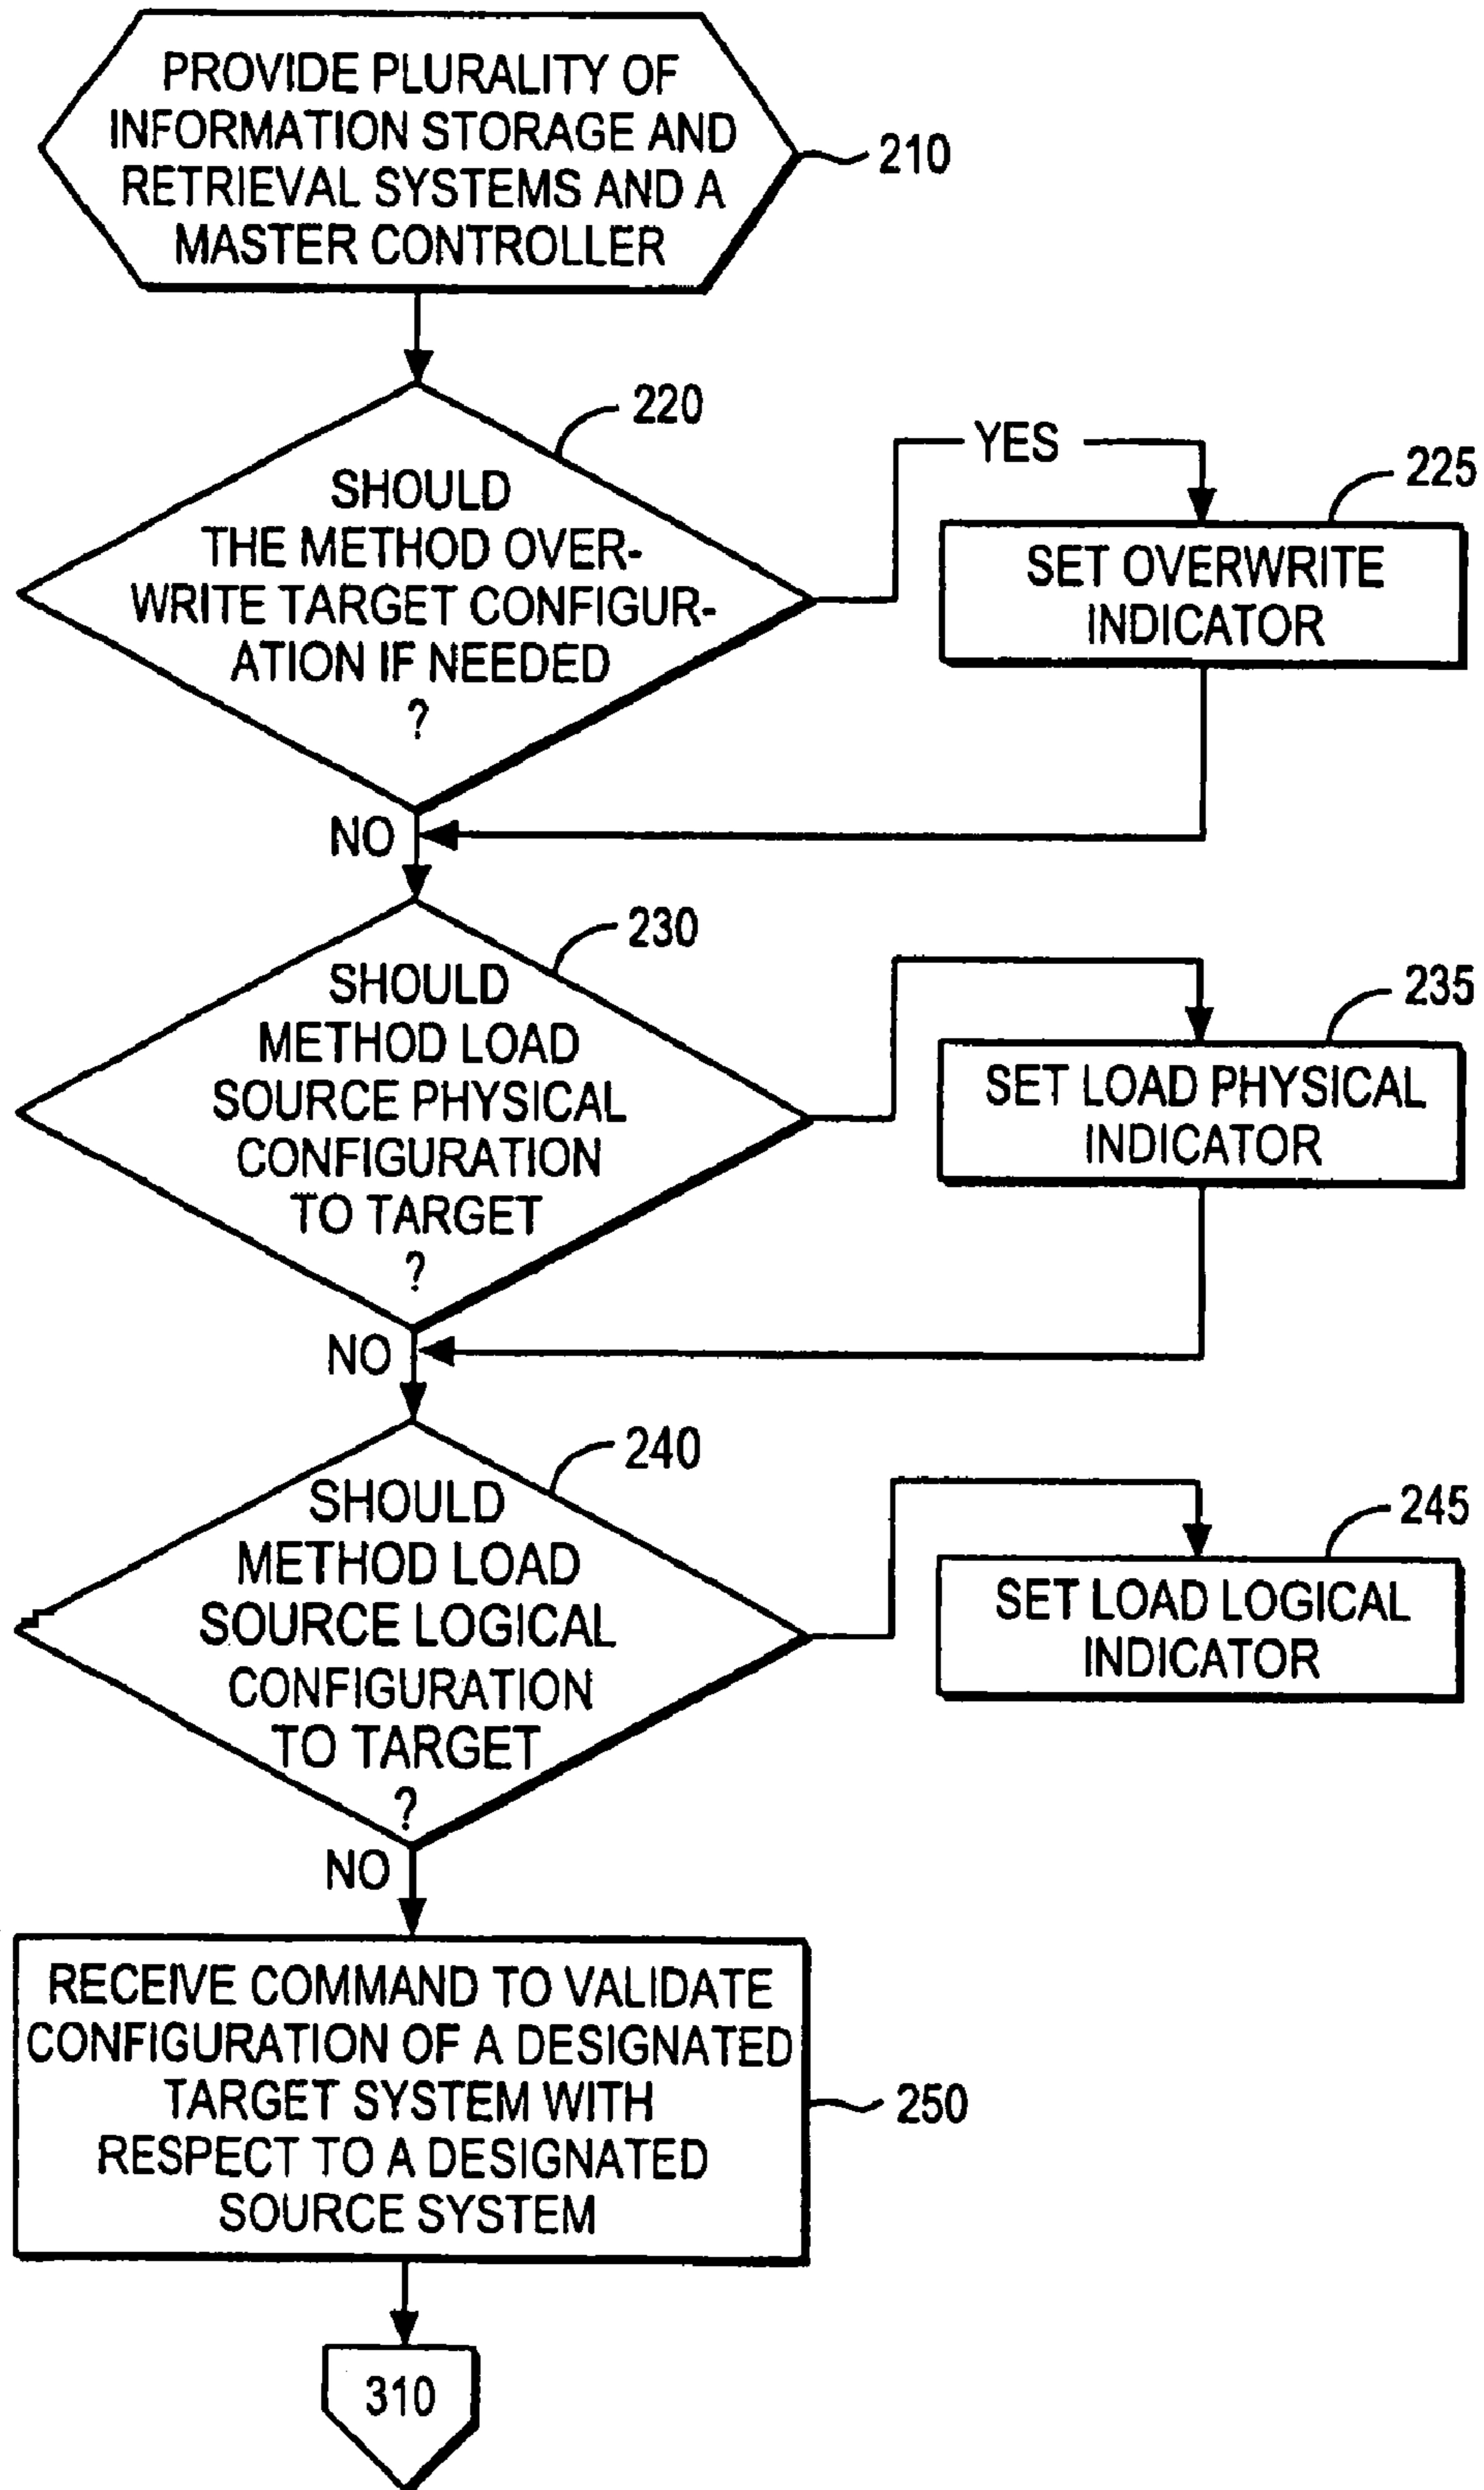 PROVIDE PLURALITY OF
INFORMATION STORAGE AND
RETRIEVAL SYSTEMS AND A
MASTER CONTROLLER
210
220
SHOULD
THE METHOD OVER-
WRITE TARGET CONFIGUR-
ATION IF NEEDED
?
YES
225
SET OVERWRITE
INDICATOR
NO
230
SHOULD
METHOD LOAD
SOURCE PHYSICAL
CONFIGURATION
TO TARGET
?
235
SET LOAD PHYSICAL
INDICATOR
NO
240
SHOULD
METHOD LOAD
SOURCE LOGICAL
CONFIGURATION
TO TARGET
?
245
SET LOAD LOGICAL
INDICATOR
NO
RECEIVE COMMAND TO VALIDATE
CONFIGURATION OF A DESIGNATED
TARGET SYSTEM WITH
RESPECT TO A DESIGNATED
SOURCE SYSTEM
250
310